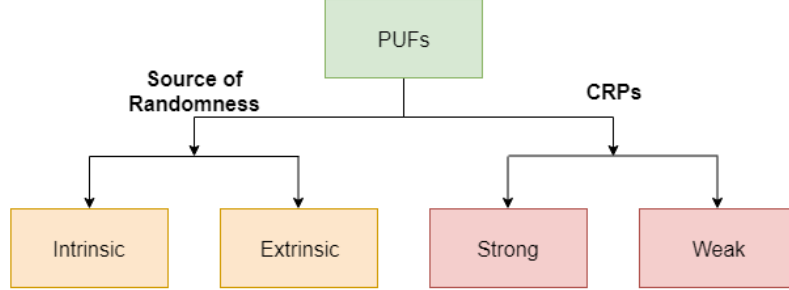 PUFs
Source of
Randomness
CRPs
Intrinsic
Extrinsic
Strong
Weak